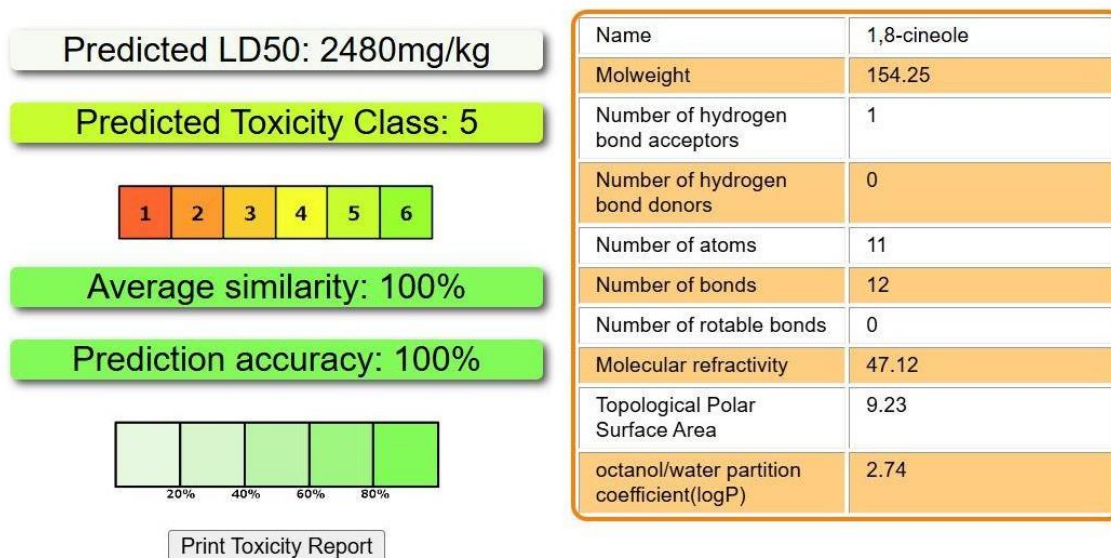 Predicted LD50: 2480mg/kg
Predicted Toxicity Class: 5
1 2 3 4 5 6
Average similarity: 100%
Prediction accuracy: 100%
20% 40% 60% 80%
Print Toxicity Report
Name 1,8-cineole
Molweight 154.25
Number of hydrogen
bond acceptors 1
Number of hydrogen
bond donors 0
Number of atoms 11
Number of bonds 12
Number of rotable bonds 0
Molecular refractivity 47.12
Topological Polar
Surface Area 9.23
octanol/water partition
coefficient(logP) 2.74